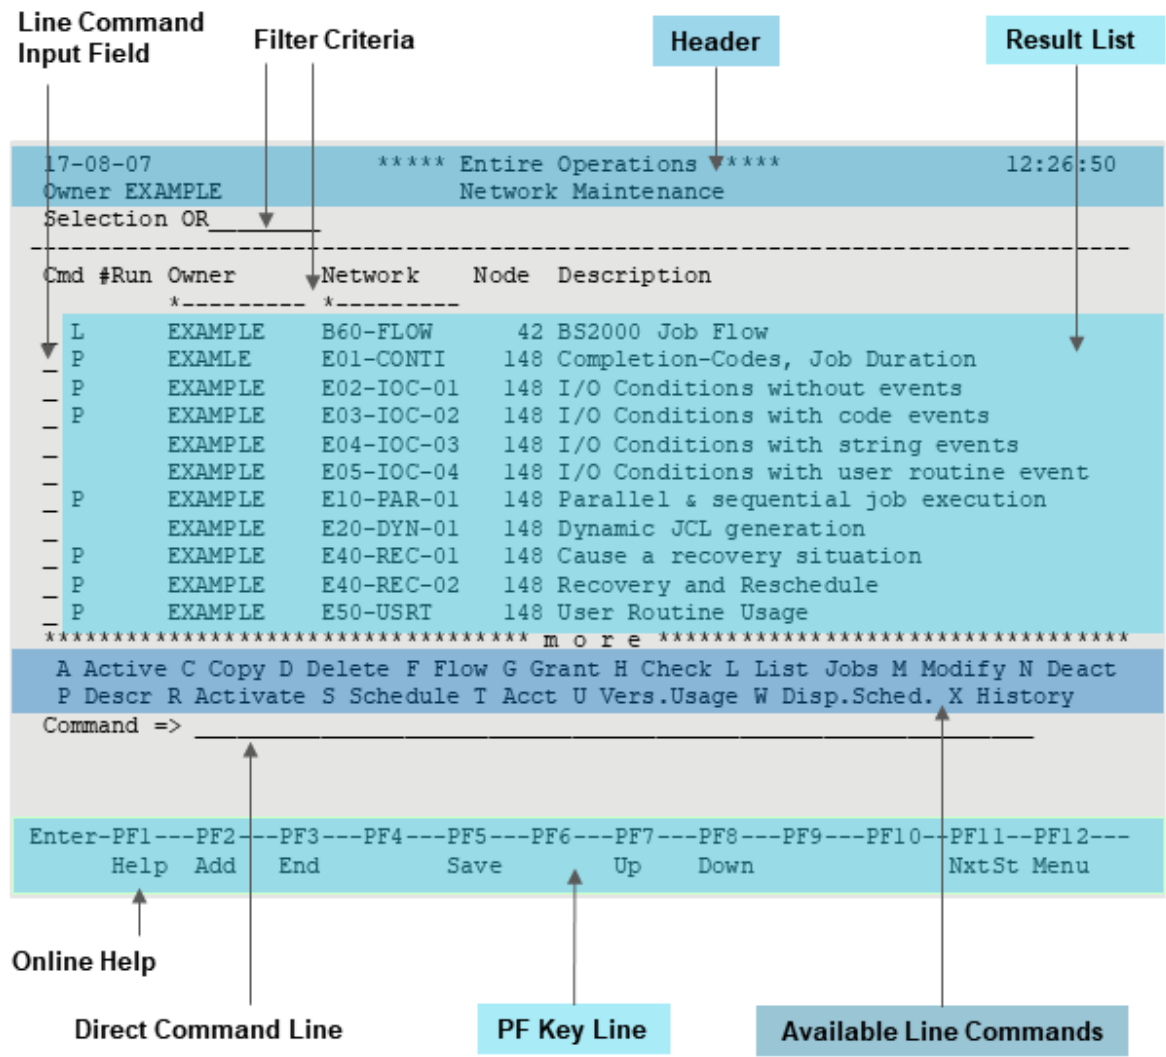 Line Command
Input Field
Filter Criteria
Header
Result List
17-08-07 ***** Entire Operations ***** 12:26:50
Owner EXAMPLE Network Maintenance
Selection OR________
-------------------------------------------------------------------------------
Cmd #Run Owner Network Node Description
*--------- *---------
_ L EXAMPLE B60-FLOW 42 BS2000 Job Flow
_ P EXAMLE E01-CONTI 148 Completion-Codes, Job Duration
_ P EXAMPLE E02-IOC-01 148 I/O Conditions without events
_ P EXAMPLE E03-IOC-02 148 I/O Conditions with code events
_ EXAMPLE E04-IOC-03 148 I/O Conditions with string events
_ EXAMPLE E05-IOC-04 148 I/O Conditions with user routine event
_ P EXAMPLE E10-PAR-01 148 Parallel & sequential job execution
_ EXAMPLE E20-DYN-01 148 Dynamic JCL generation
_ P EXAMPLE E40-REC-01 148 Cause a recovery situation
_ P EXAMPLE E40-REC-02 148 Recovery and Reschedule
_ P EXAMPLE E50-USRT 148 User Routine Usage
*********************************** m o r e **********************************
A Active C Copy D Delete F Flow G Grant H Check L List Jobs M Modify N Deact
P Descr R Activate S Schedule T Acct U Vers.Usage W Disp.Sched. X History
Command => ____________________________________________________________
Enter-PF1---PF2---PF3---PF4---PF5---PF6---PF7---PF8---PF9---PF10--PF11--PF12---
Help Add End Save Up Down NxtSt Menu
Online Help
Direct Command Line
PF Key Line
Available Line Commands